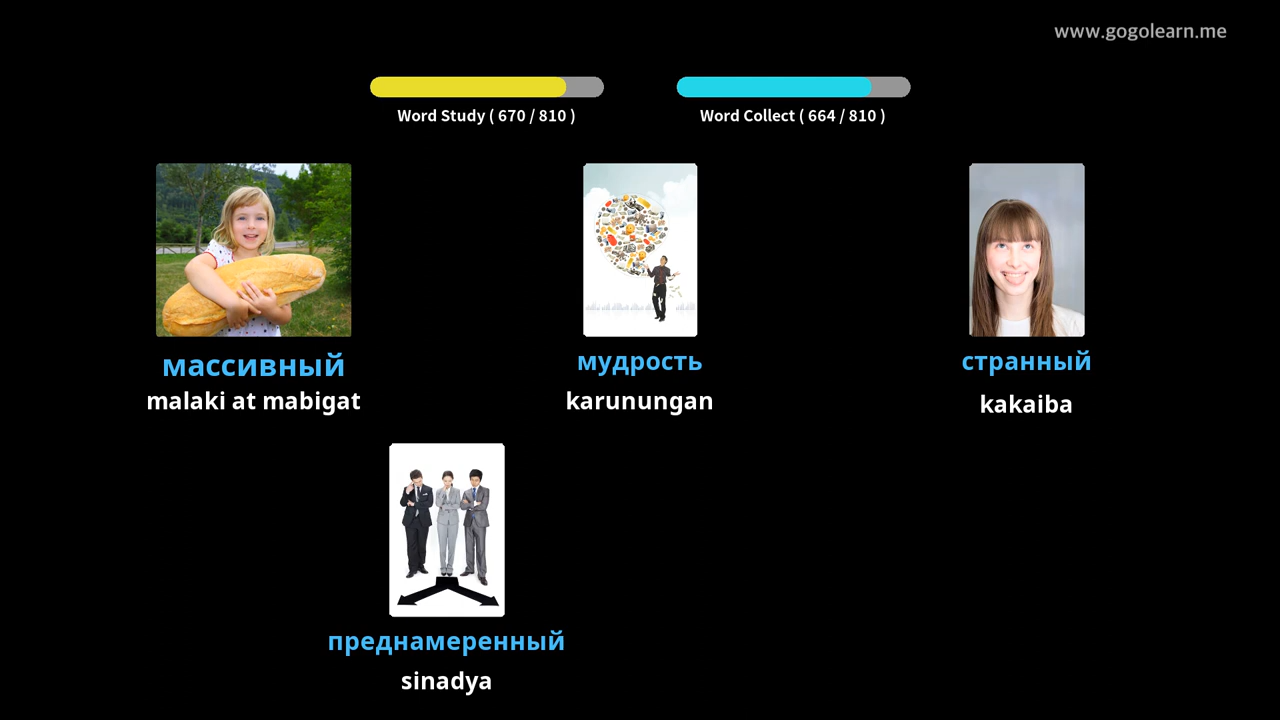 www.gogolearn.me
Word Study ( 670 / 810 )
Word Collect ( 664 / 810 )
массивный
malaki at mabigat
мудрость
karunungan
странный
kakaiba
преднамеренный
sinadya